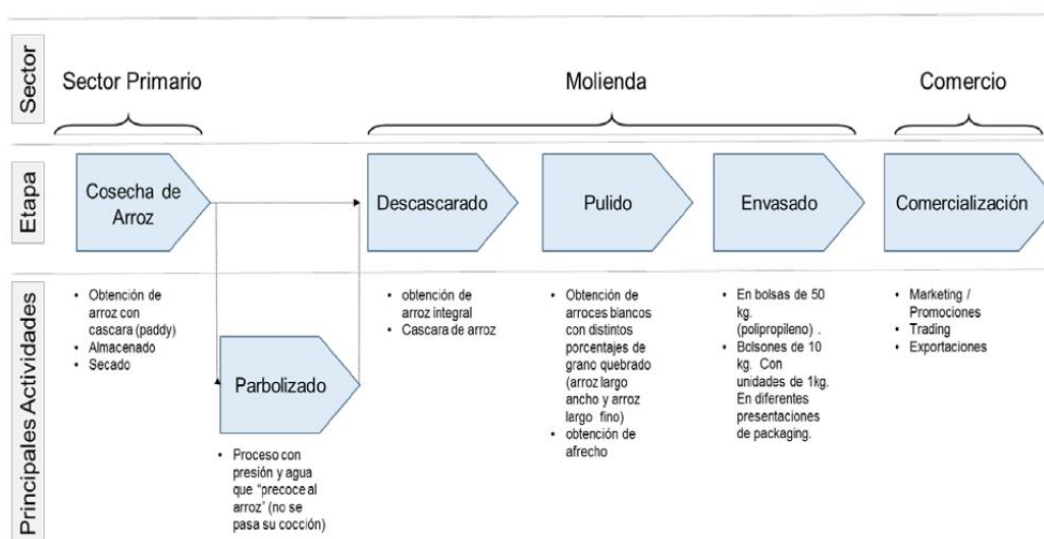 Sector
Sector Primario
Molienda
Comercio
Etapa
Cosecha de
Arroz
Descascarado
Pulido
Envasado
Comercialización
Parbolizado
Principales Actividades
• Obtención de
arroz con
cascara (paddy)
• Almacenado
• Secado
• Proceso con
presión y agua
que “precoce al
arroz” (no se
pasa su cocción)
• obtención de
arroz integral
• Cascara de arroz
• Obtención de
arroces blancos
con distintos
porcentajes de
grano quebrado
(arroz largo
ancho y arroz
largo fino)
• obtención de
afrecho
• En bolsas de 50
kg.
(polipropileno) .
• Bolsones de 10
kg. Con
unidades de 1kg.
En diferentes
presentaciones
de packaging.
• Marketing /
Promociones
• Trading
• Exportaciones